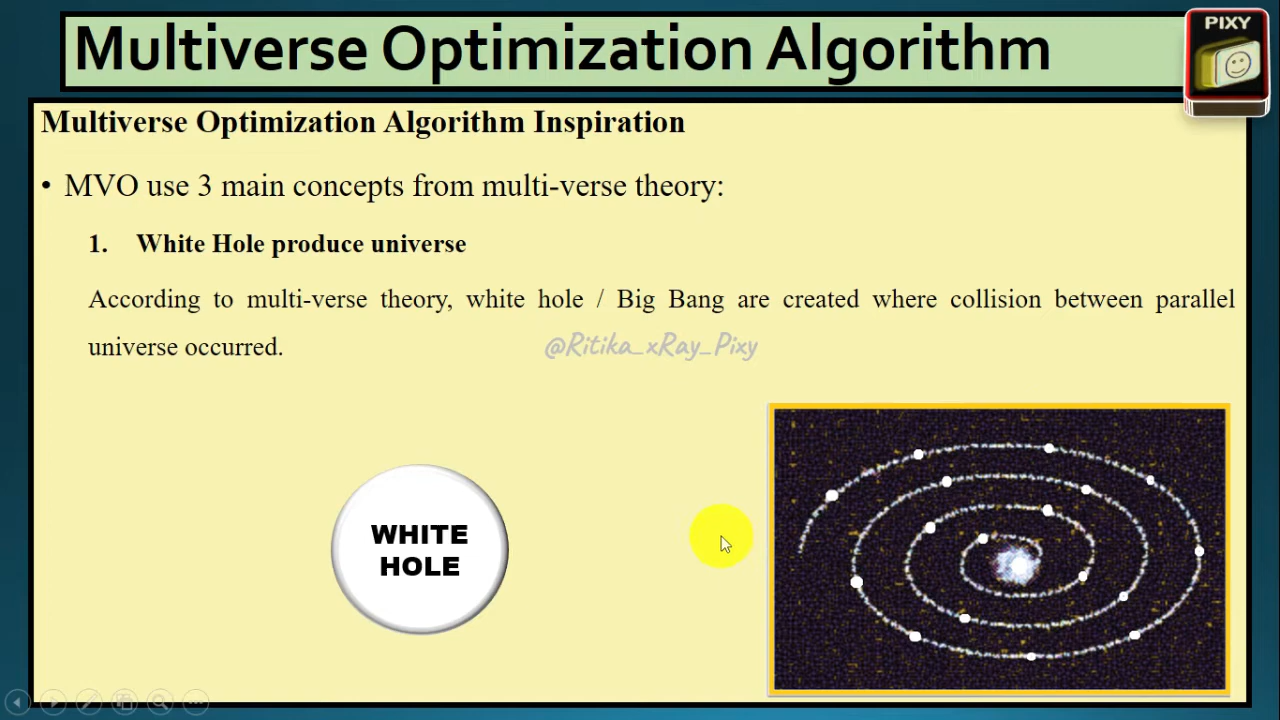 Multiverse Optimization Algorithm
PIXY
Multiverse Optimization Algorithm Inspiration
• MVO use 3 main concepts from multi-verse theory:
1. White Hole produce universe
According to multi-verse theory, white hole / Big Bang are created where collision between parallel
universe occurred.
@Ritika_xRay_Pixy
WHITE
HOLE